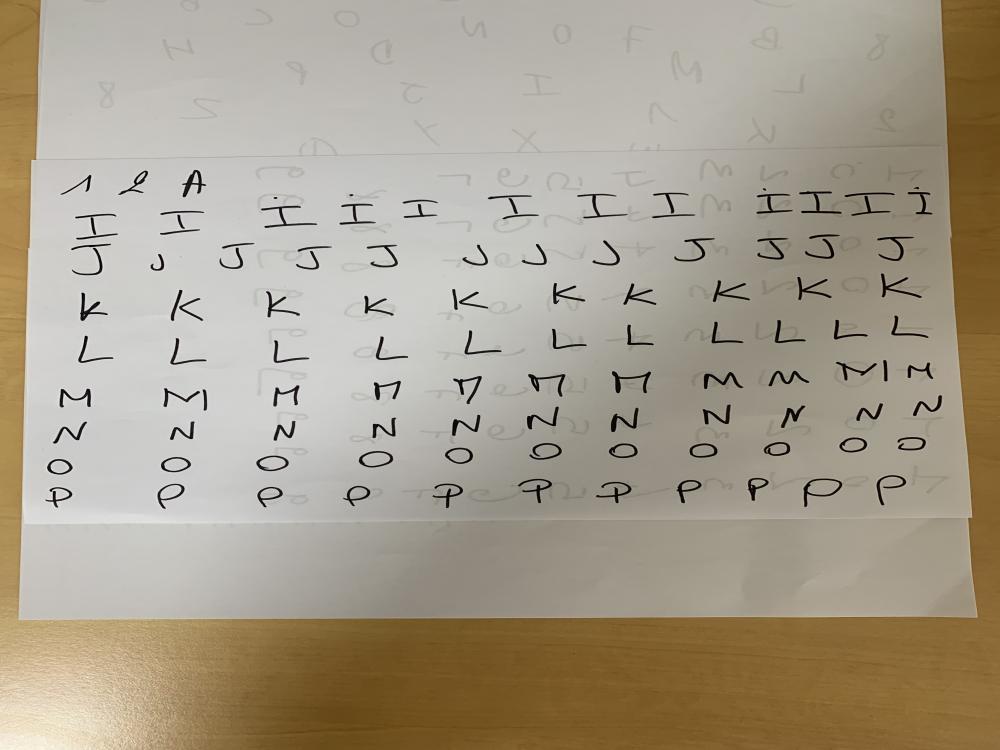 1 2 A
I I İ İ I I I I İ I I İ
J J J J J J J J J J J J
K K K K K K K K K K
L L L L L L L L L L L
M M M M M M M M M M M
N N N N N N N N N N N
O O O O O O O O O O O
P P P P P P P P P P P